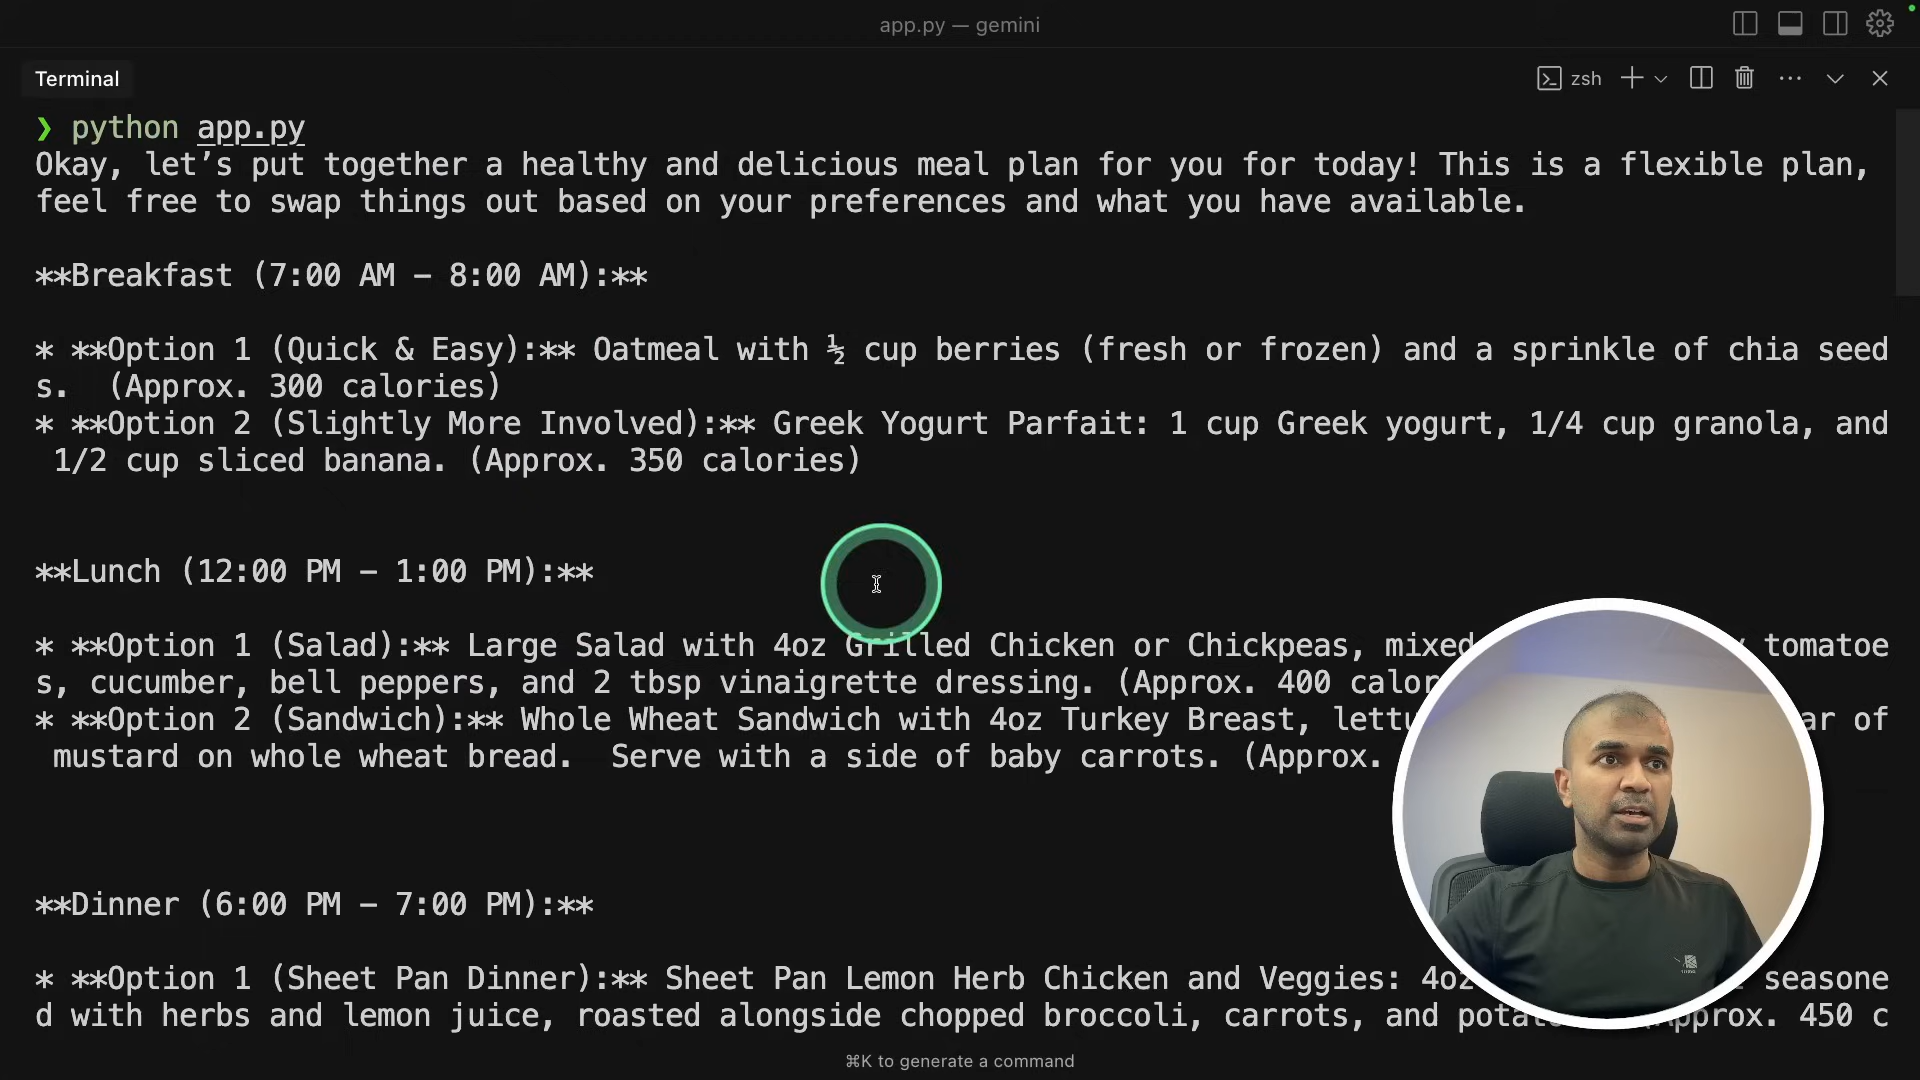 app.py — gemini
Terminal
zsh
❯ python app.py
Okay, let’s put together a healthy and delicious meal plan for you for today! This is a flexible plan,
feel free to swap things out based on your preferences and what you have available.
**Breakfast (7:00 AM – 8:00 AM):**
* **Option 1 (Quick & Easy):** Oatmeal with ½ cup berries (fresh or frozen) and a sprinkle of chia seed
s.  (Approx. 300 calories)
* **Option 2 (Slightly More Involved):** Greek Yogurt Parfait: 1 cup Greek yogurt, 1/4 cup granola, and
1/2 cup sliced banana. (Approx. 350 calories)
**Lunch (12:00 PM – 1:00 PM):**
* **Option 1 (Salad):** Large Salad with 4oz Grilled Chicken or Chickpeas, mixed tomatoe
s, cucumber, bell peppers, and 2 tbsp vinaigrette dressing. (Approx. 400
* **Option 2 (Sandwich):** Whole Wheat Sandwich with 4oz Turkey Breast, of
mustard on whole wheat bread.  Serve with a side of baby carrots. (Approx.
**Dinner (6:00 PM – 7:00 PM):**
* **Option 1 (Sheet Pan Dinner):** Sheet Pan Lemon Herb Chicken and Veggies: 4oz seasone
d with herbs and lemon juice, roasted alongside chopped broccoli, carrots, and (Approx. 450 c
⌘K to generate a command